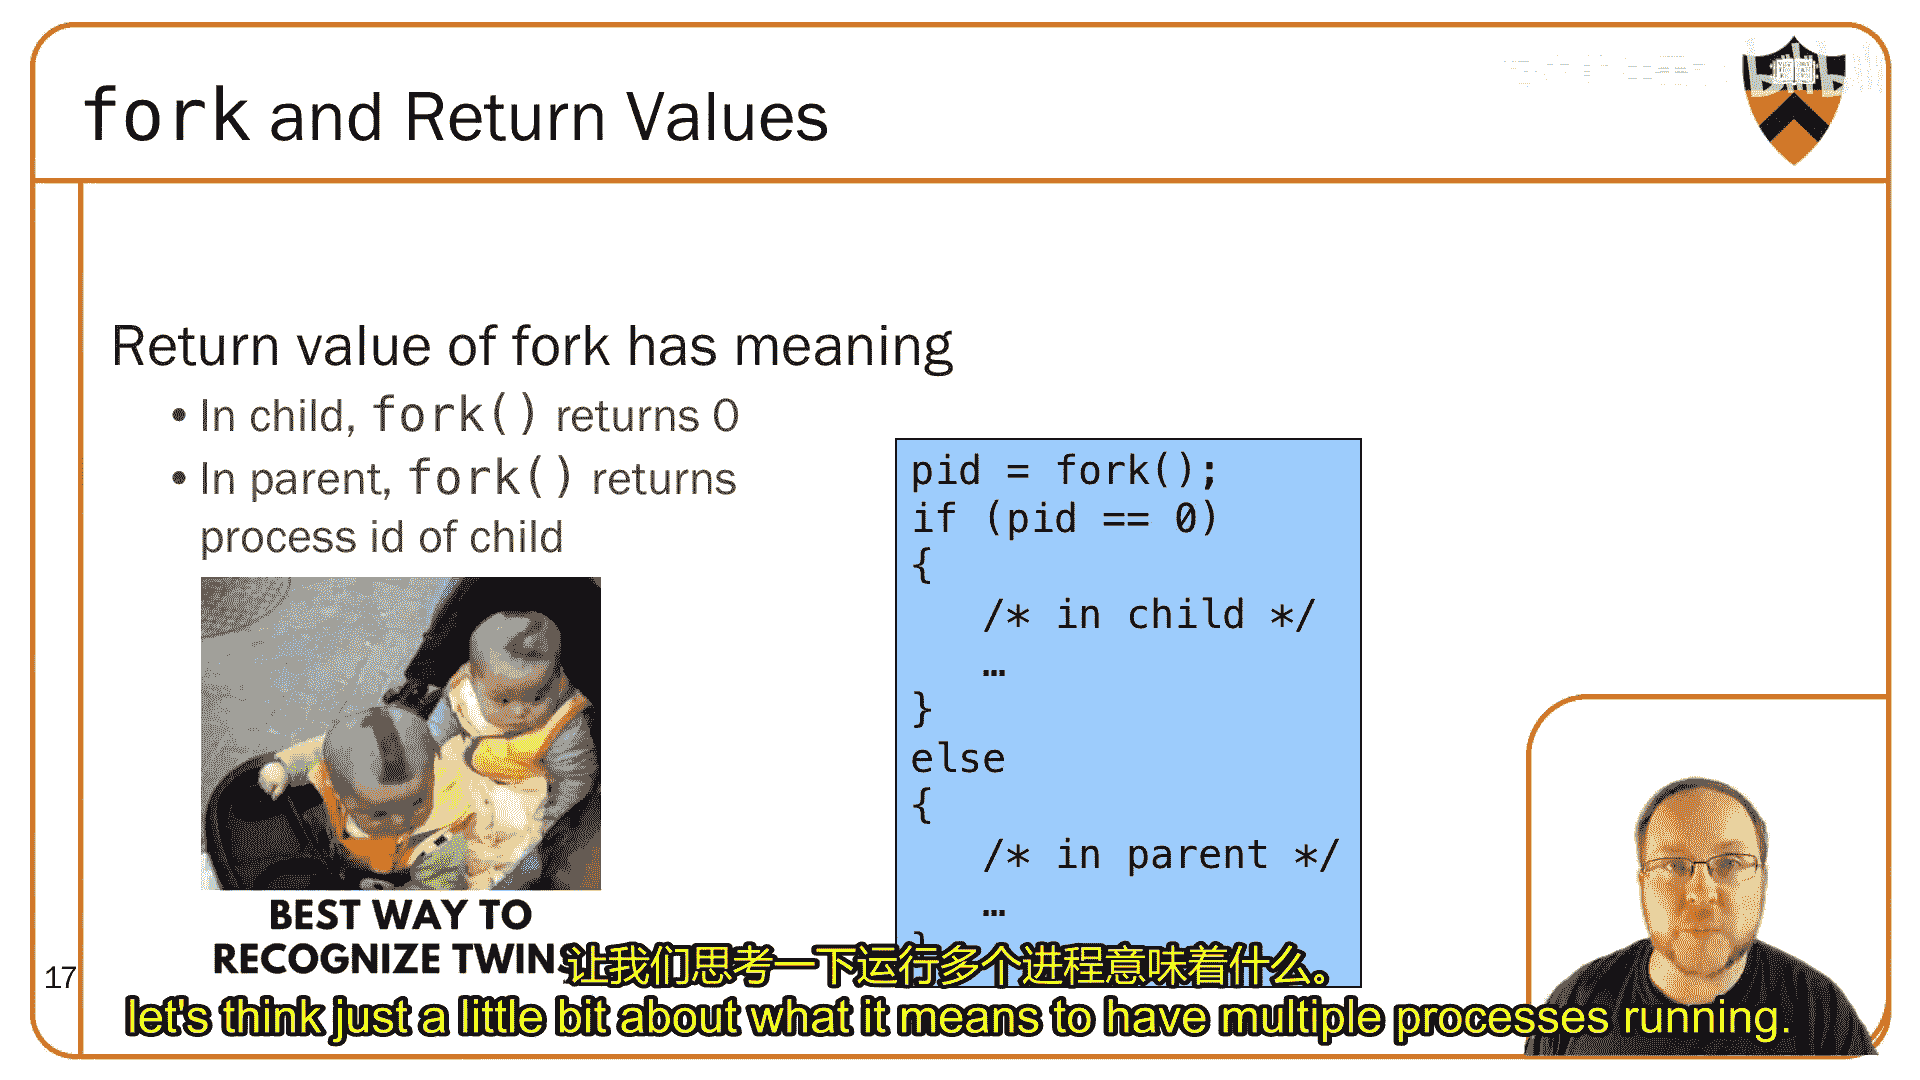 fork and Return Values
Return value of fork has meaning
• In child, fork() returns 0
• In parent, fork() returns
process id of child
pid = fork();
if (pid == 0)
{
/* in child */
…
}
else
{
/* in parent */
…
}
BEST WAY TO
RECOGNIZE TWINS
17
让我们思考一下运行多个进程意味着什么。
let's think just a little bit about what it means to have multiple processes running.